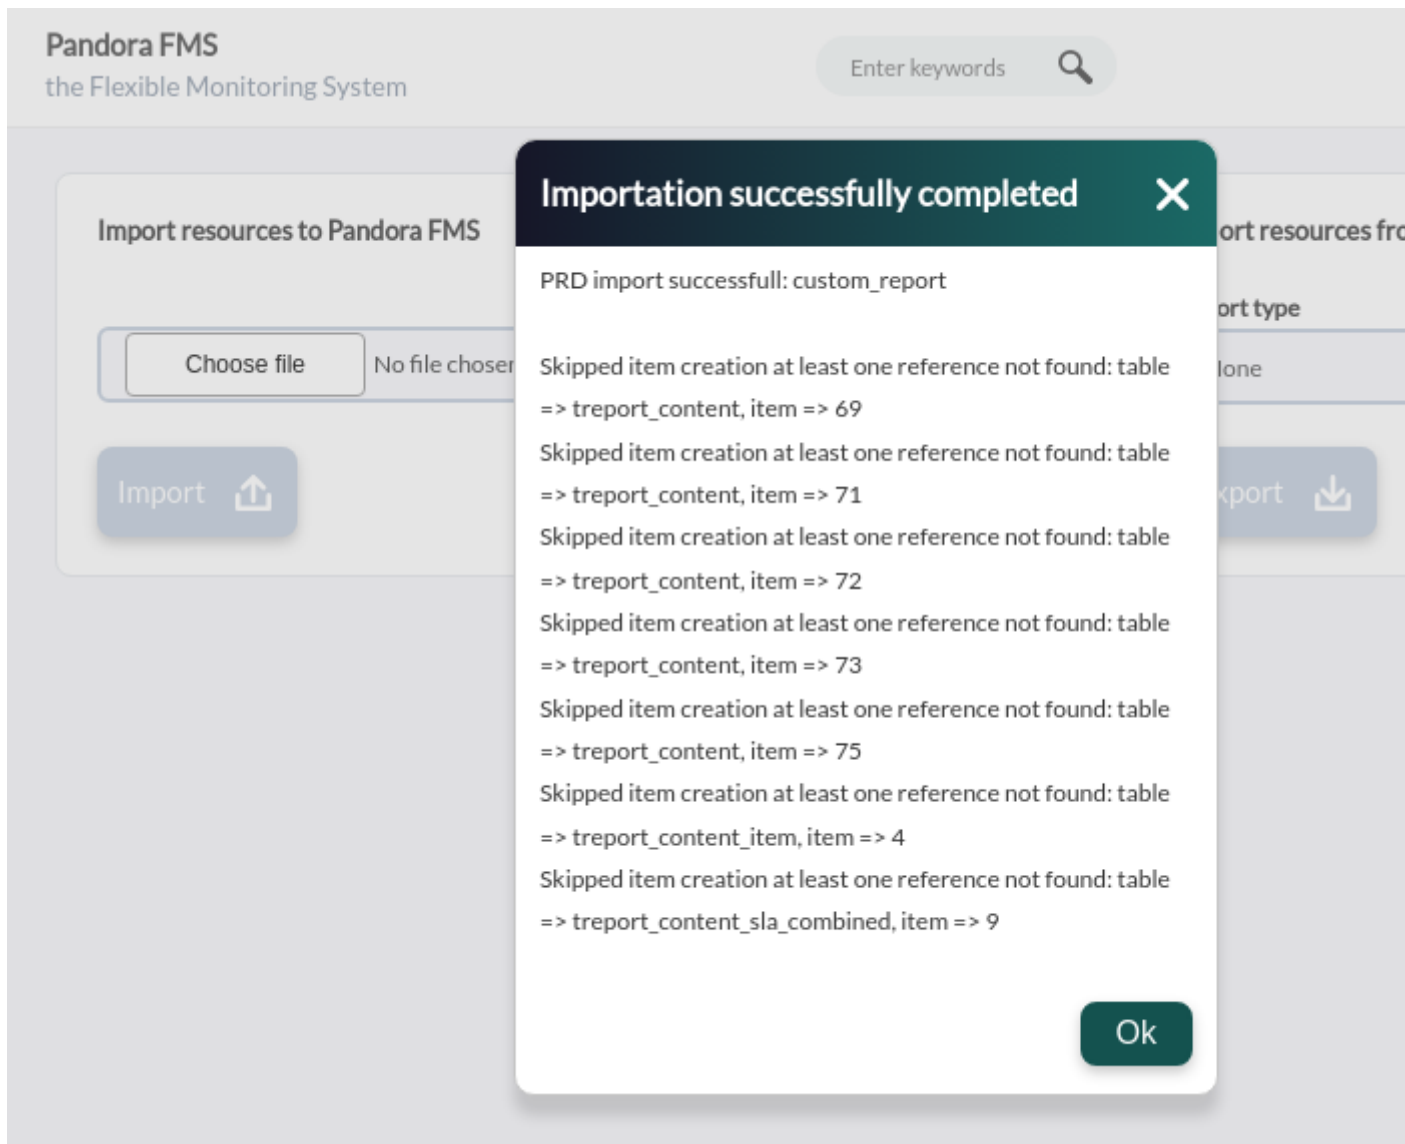 Pandora FMS
the Flexible Monitoring System
Enter keywords
Importation successfully completed
Import resources to Pandora FMS
ort resources fro
PRD import successfull: custom_report
ort type
Choose file
No file chosen
Skipped item creation at least one reference not found: table
=> treport_content, item => 69
Skipped item creation at least one reference not found: table
=> treport_content, item => 71
Skipped item creation at least one reference not found: table
=> treport_content, item => 72
Skipped item creation at least one reference not found: table
=> treport_content, item => 73
Skipped item creation at least one reference not found: table
=> treport_content, item => 75
Skipped item creation at least one reference not found: table
=> treport_content_item, item => 4
Skipped item creation at least one reference not found: table
=> treport_content_sla_combined, item => 9
Import
lone
xport
Ok